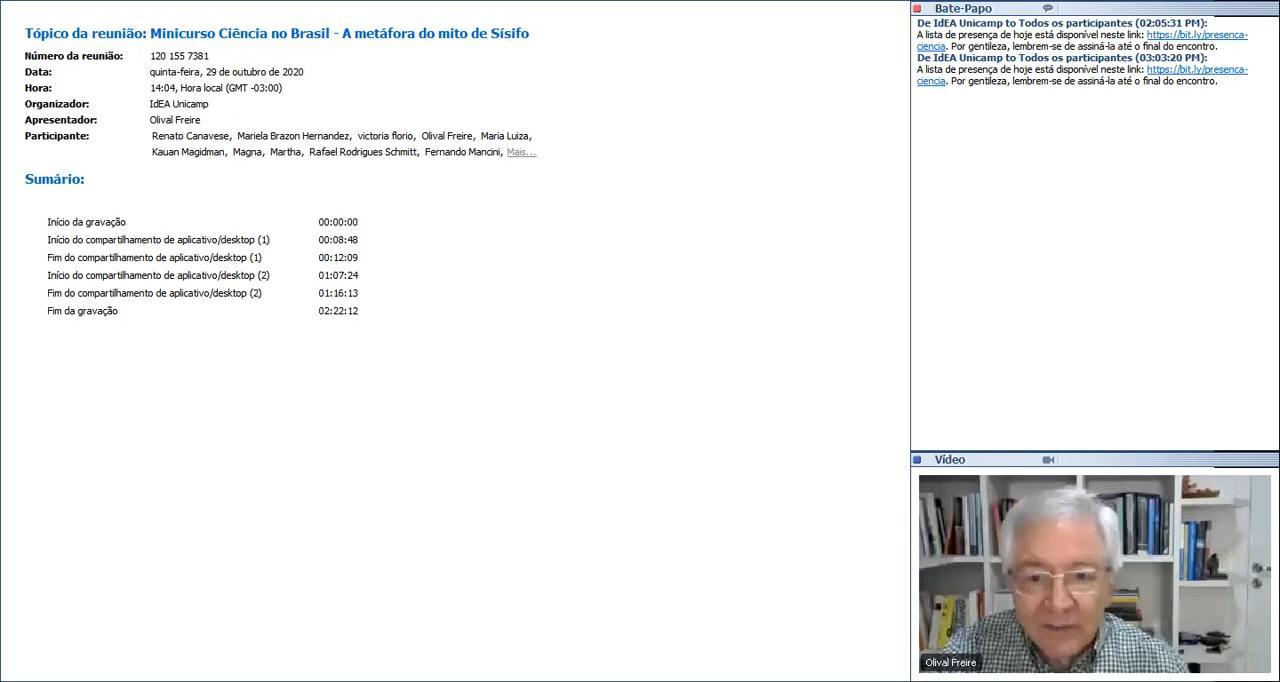 Tópico da reunião: Minicurso Ciência no Brasil - A metáfora do mito de Sísifo
Número da reunião: 120 155 7381
Data: quinta-feira, 29 de outubro de 2020
Hora: 14:04, Hora local (GMT -03:00)
Organizador: IdEA Unicamp
Apresentador: Olival Freire
Participante: Renato Canavese, Mariela Brazon Hernandez, victoria florio, Olival Freire, Maria Luiza,
Kauan Magidman, Magna, Martha, Rafael Rodrigues Schmitt, Fernando Mancini, Mais...
Sumário:
Início da gravação 00:00:00
Início do compartilhamento de aplicativo/desktop (1) 00:08:48
Fim do compartilhamento de aplicativo/desktop (1) 00:12:09
Início do compartilhamento de aplicativo/desktop (2) 01:07:24
Fim do compartilhamento de aplicativo/desktop (2) 01:16:13
Fim da gravação 02:22:12
Bate-Papo
De IdEA Unicamp to Todos os participantes (02:05:31 PM):
A lista de presença de hoje está disponível neste link: https://bit.ly/presenca-
ciencia. Por gentileza, lembrem-se de assiná-la até o final do encontro.
De IdEA Unicamp to Todos os participantes (03:03:20 PM):
A lista de presença de hoje está disponível neste link: https://bit.ly/presenca-
ciencia. Por gentileza, lembrem-se de assiná-la até o final do encontro.
Vídeo
Olival Freire